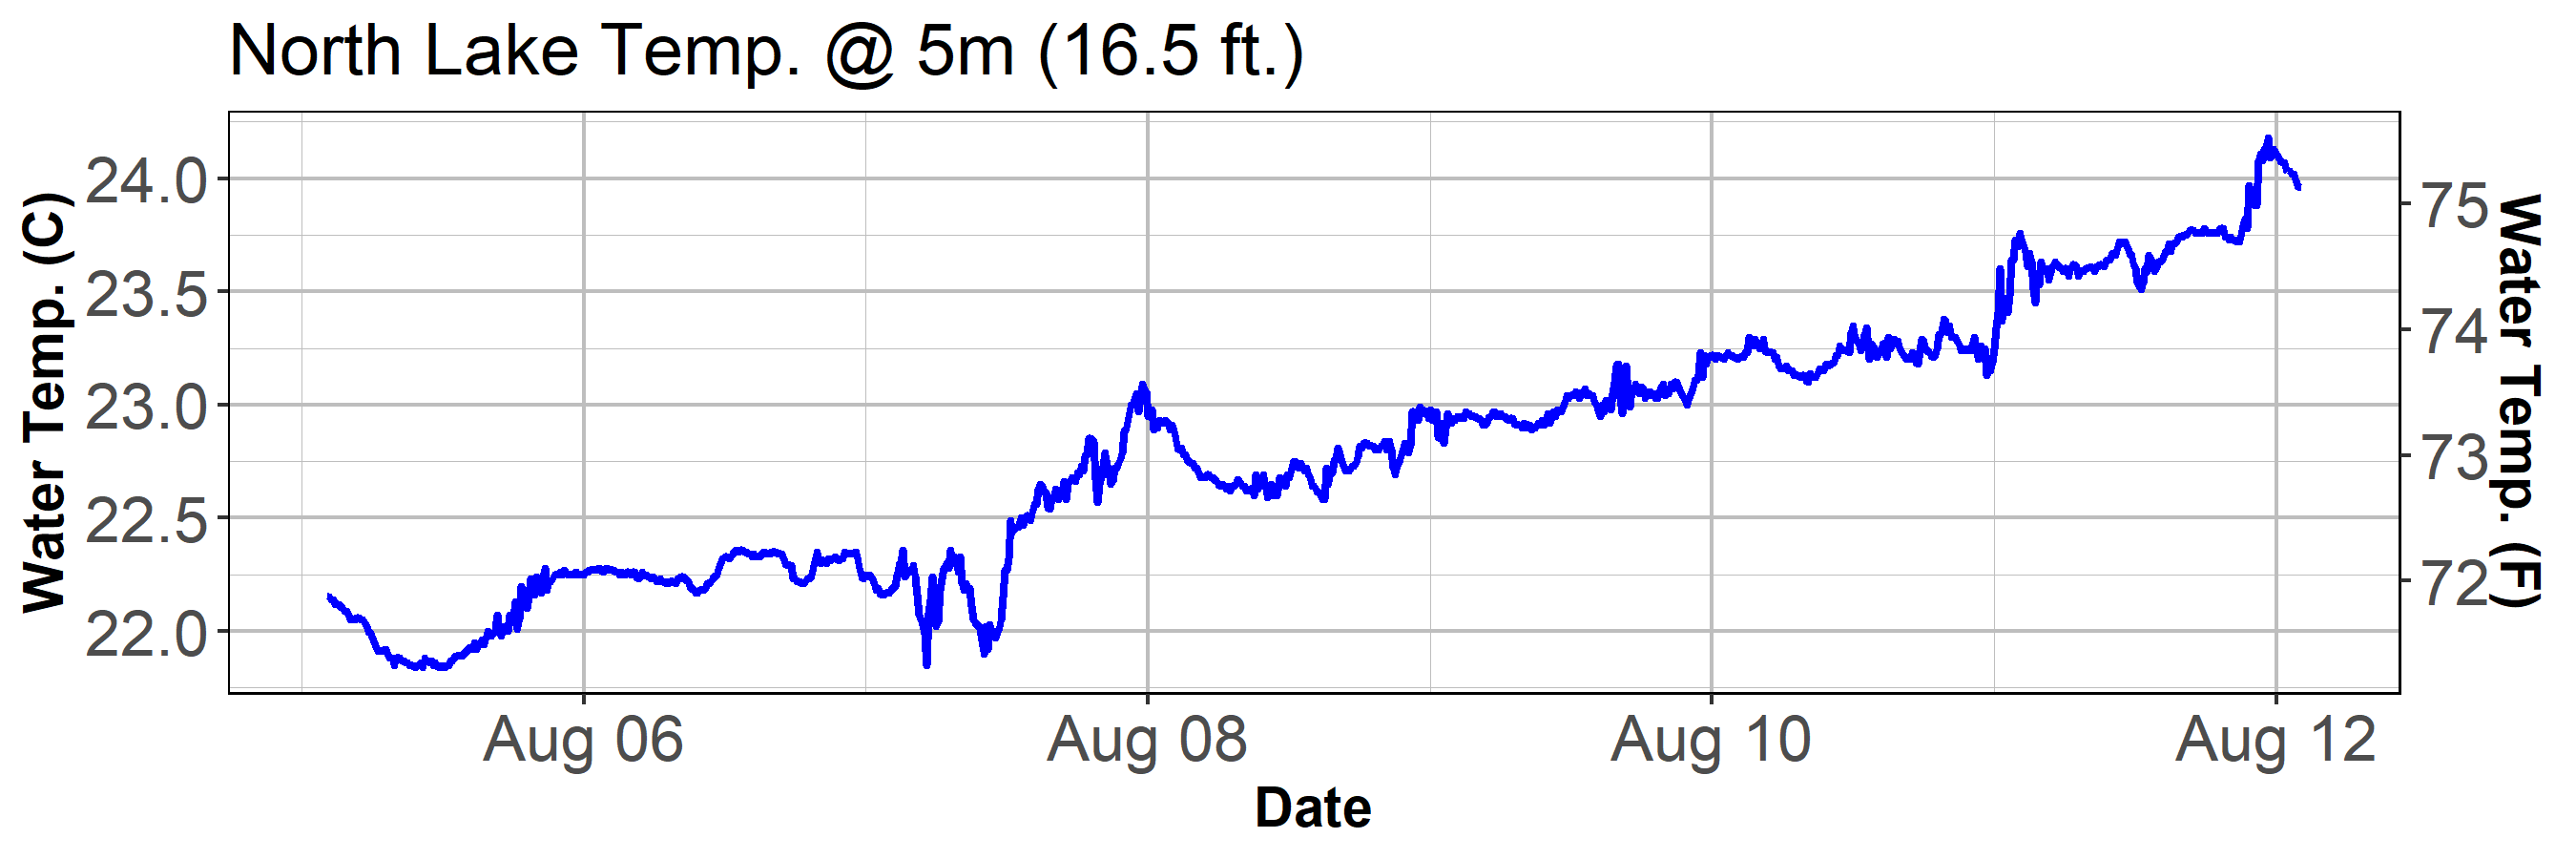 North Lake Temp. @ 5m (16.5 ft.)
Water Temp. (C)
24.0
23.5
23.0
22.5
22.0
75
74
73
72
Water Temp. (F)
Aug 06 Aug 08 Aug 10 Aug 12
Date